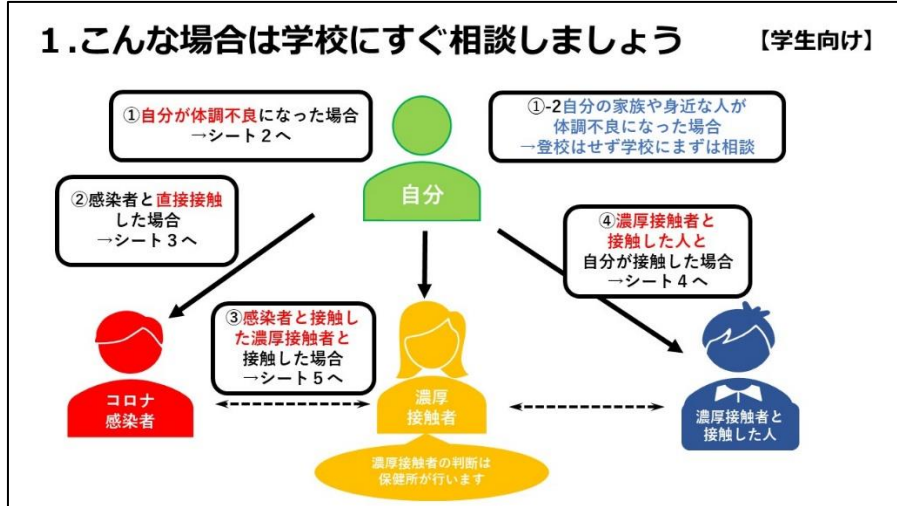 １.こんな場合は学校にすぐ相談しましょう
【学生向け】
①自分が体調不良になった場合
→シート２へ
①-2自分の家族や身近な人が
体調不良になった場合
→登校はせず学校にまずは相談
自分
②感染者と直接接触
した場合
→シート３へ
④濃厚接触者と
接触した人と
自分が接触した場合
→シート４へ
③感染者と接触し
た濃厚接触者と
接触した場合
→シート５へ
コロナ
感染者
濃厚
接触者
濃厚接触者と
接触した人
濃厚接触者の判断は
保健所が行います